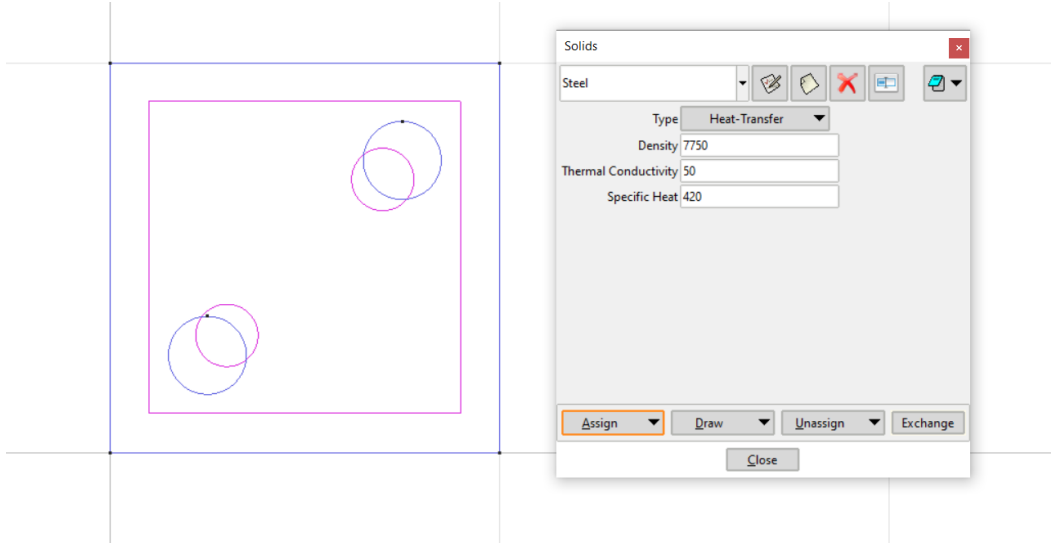 Solids
Steel
Type Heat-Transfer
Density 7750
Thermal Conductivity 50
Specific Heat 420
Assign Draw Unassign Exchange
Close